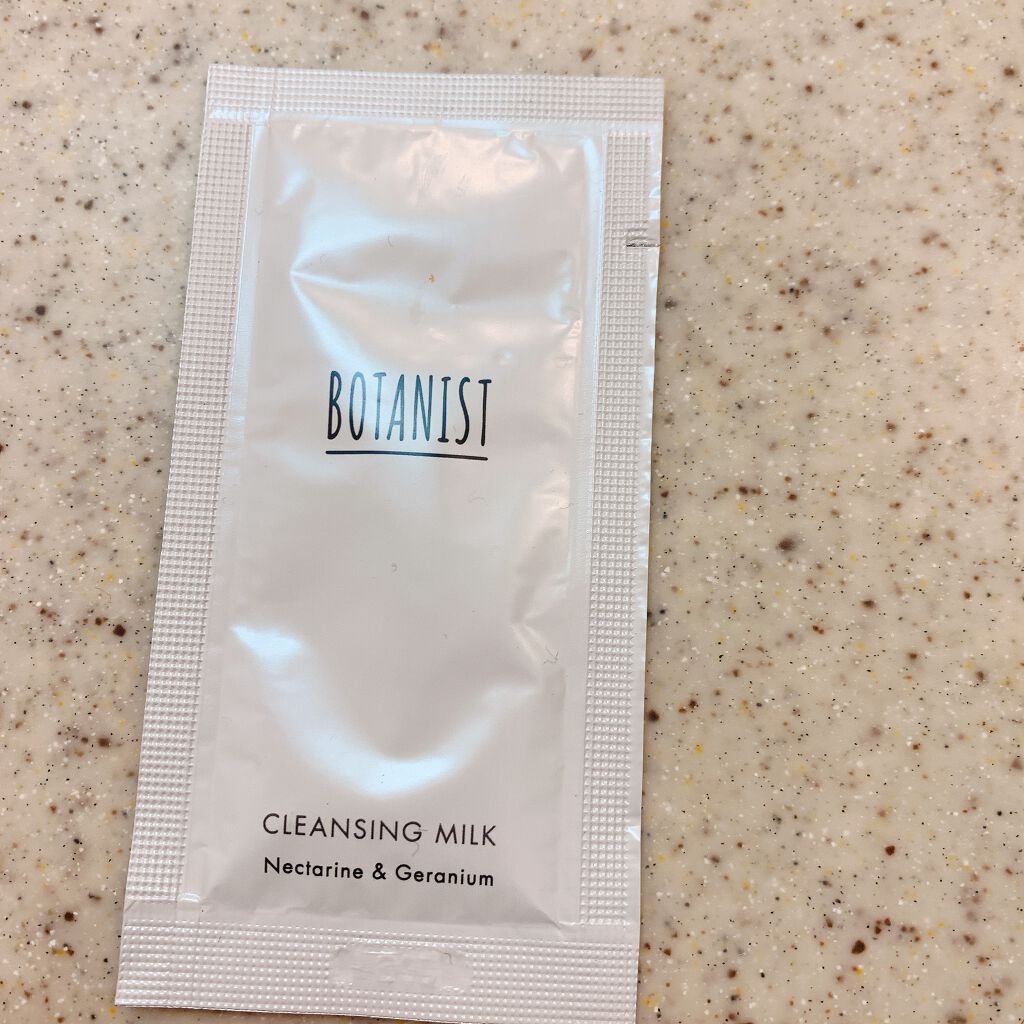 BOTANIST
CLEANSING MILK
Nectarine & Geranium